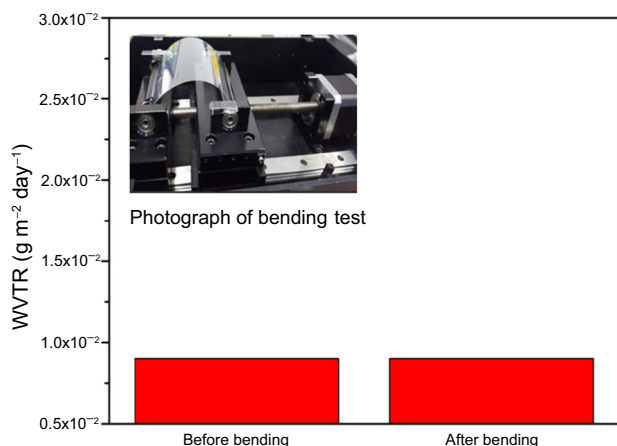 3.0x10⁻²
2.5x10⁻²
2.0x10⁻²
1.5x10⁻²
1.0x10⁻²
0.5x10⁻²
WVTR (g m⁻² day⁻¹)
Photograph of bending test
Before bending After bending